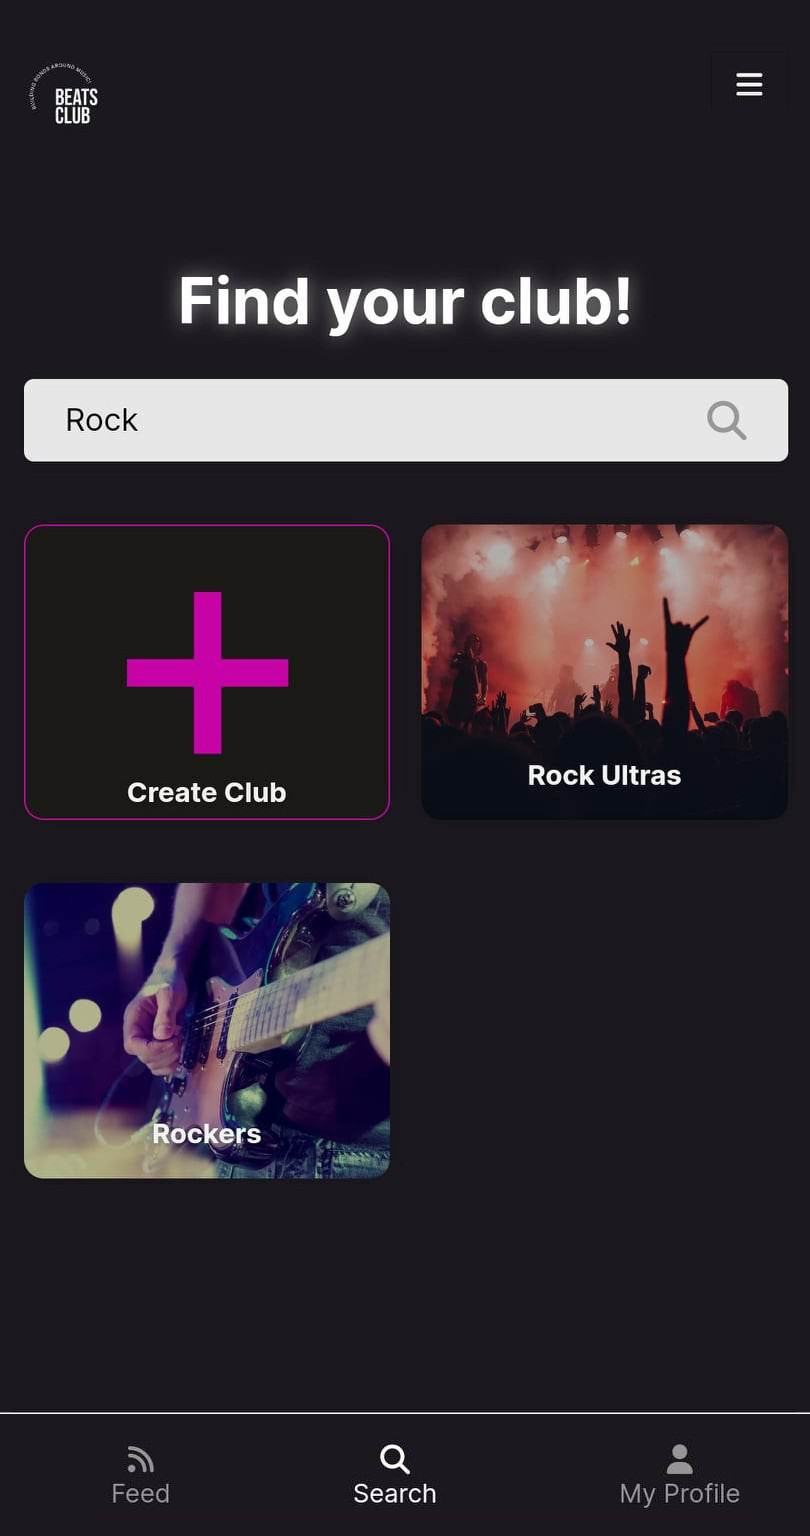 BUILDING BONDS AROUND MUSIC!
BEATS
CLUB
Find your club!
Rock
Create Club
Rock Ultras
Rockers
Feed
Search
My Profile